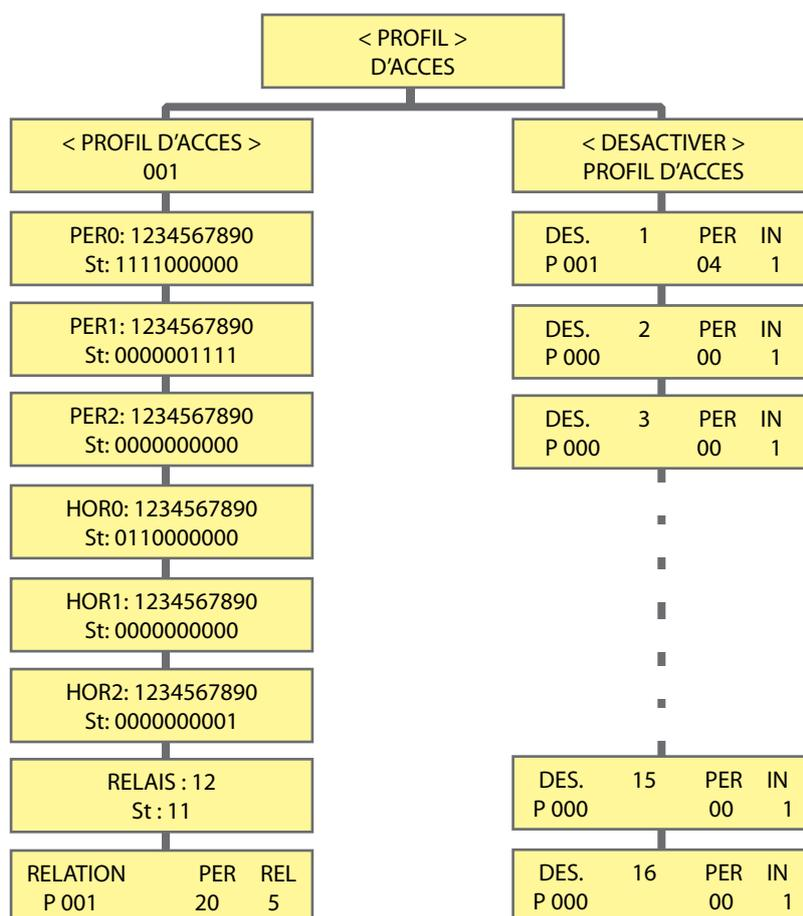 < PROFIL >
D'ACCES
< PROFIL D'ACCES >
001
PER0: 1234567890
St: 1111000000
PER1: 1234567890
St: 0000001111
PER2: 1234567890
St: 0000000000
HOR0: 1234567890
St: 0110000000
HOR1: 1234567890
St: 0000000000
HOR2: 1234567890
St: 0000000001
RELAIS : 12
St : 11
RELATION PER REL
P 001 20 5
< DESACTIVER >
PROFIL D'ACCES
DES. 1 PER IN
P 001 04 1
DES. 2 PER IN
P 000 00 1
DES. 3 PER IN
P 000 00 1
DES. 15 PER IN
P 000 00 1
DES. 16 PER IN
P 000 00 1